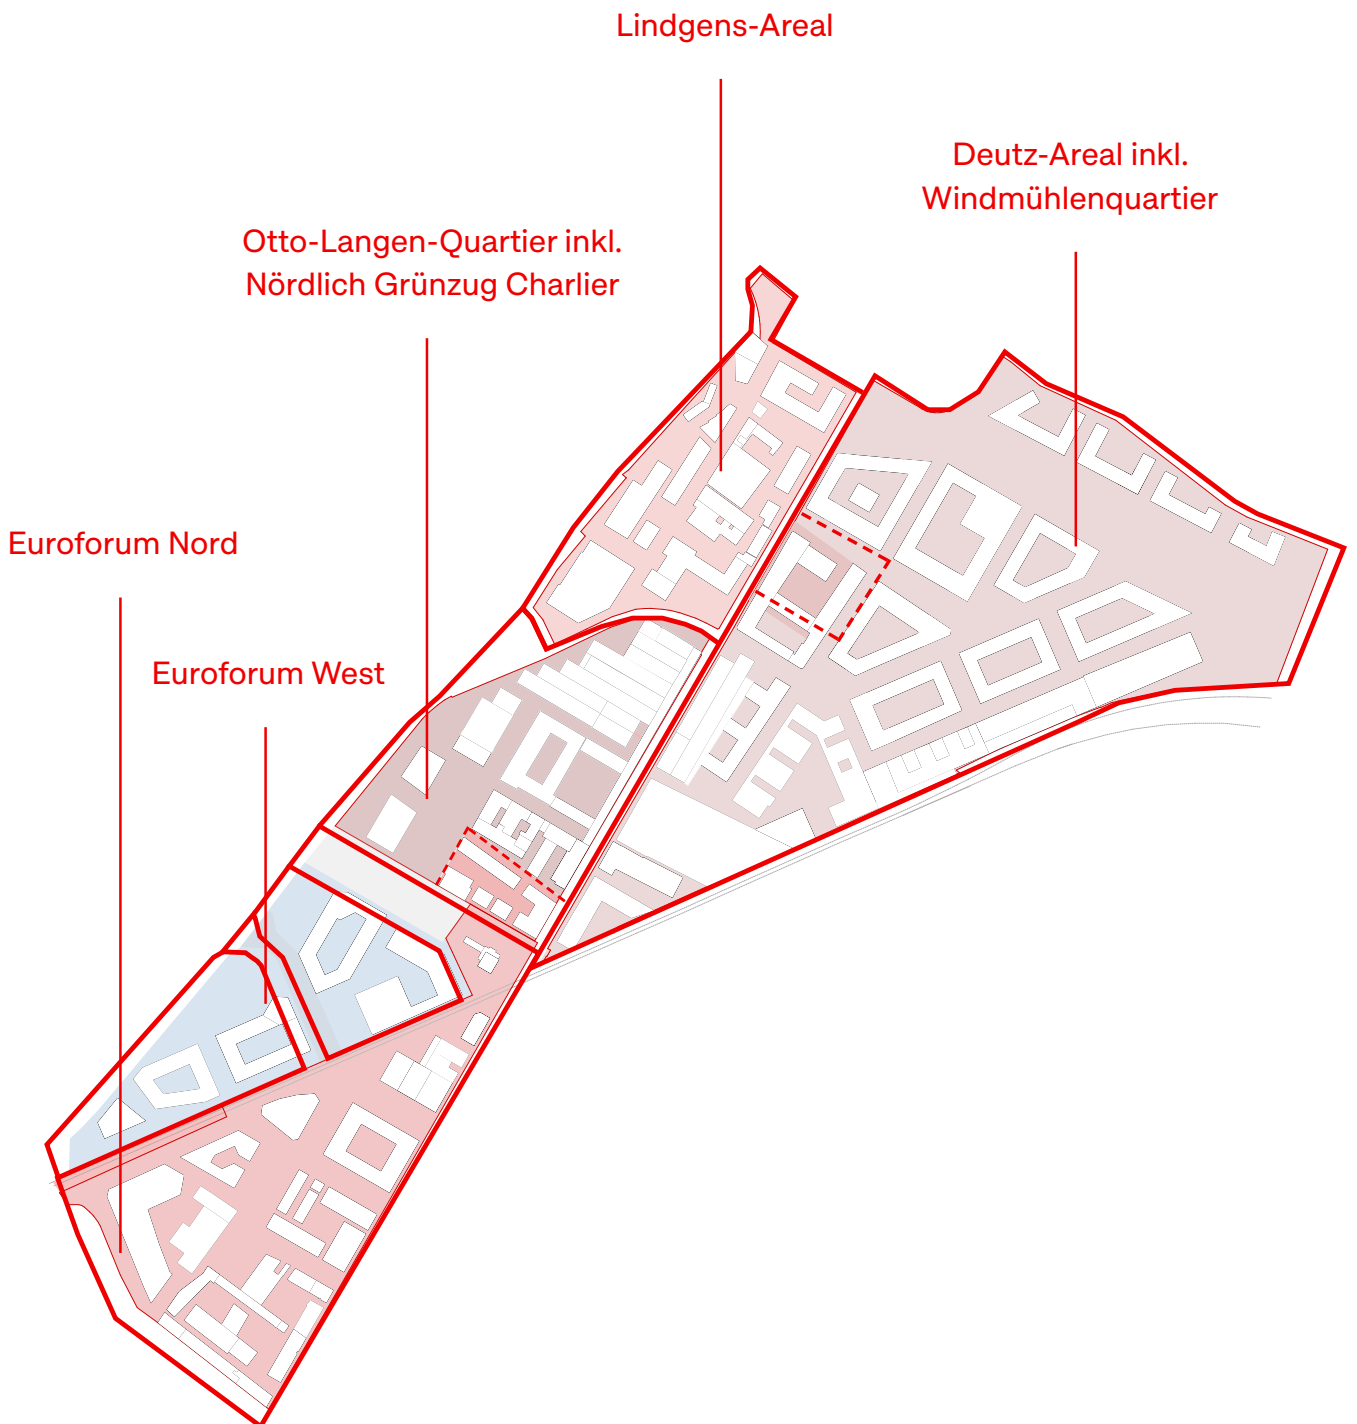 Lindgens-Areal
Deutz-Areal inkl.
Windmühlenquartier
Otto-Langen-Quartier inkl.
Nördlich Grünzug Charlier
Euroforum Nord
Euroforum West